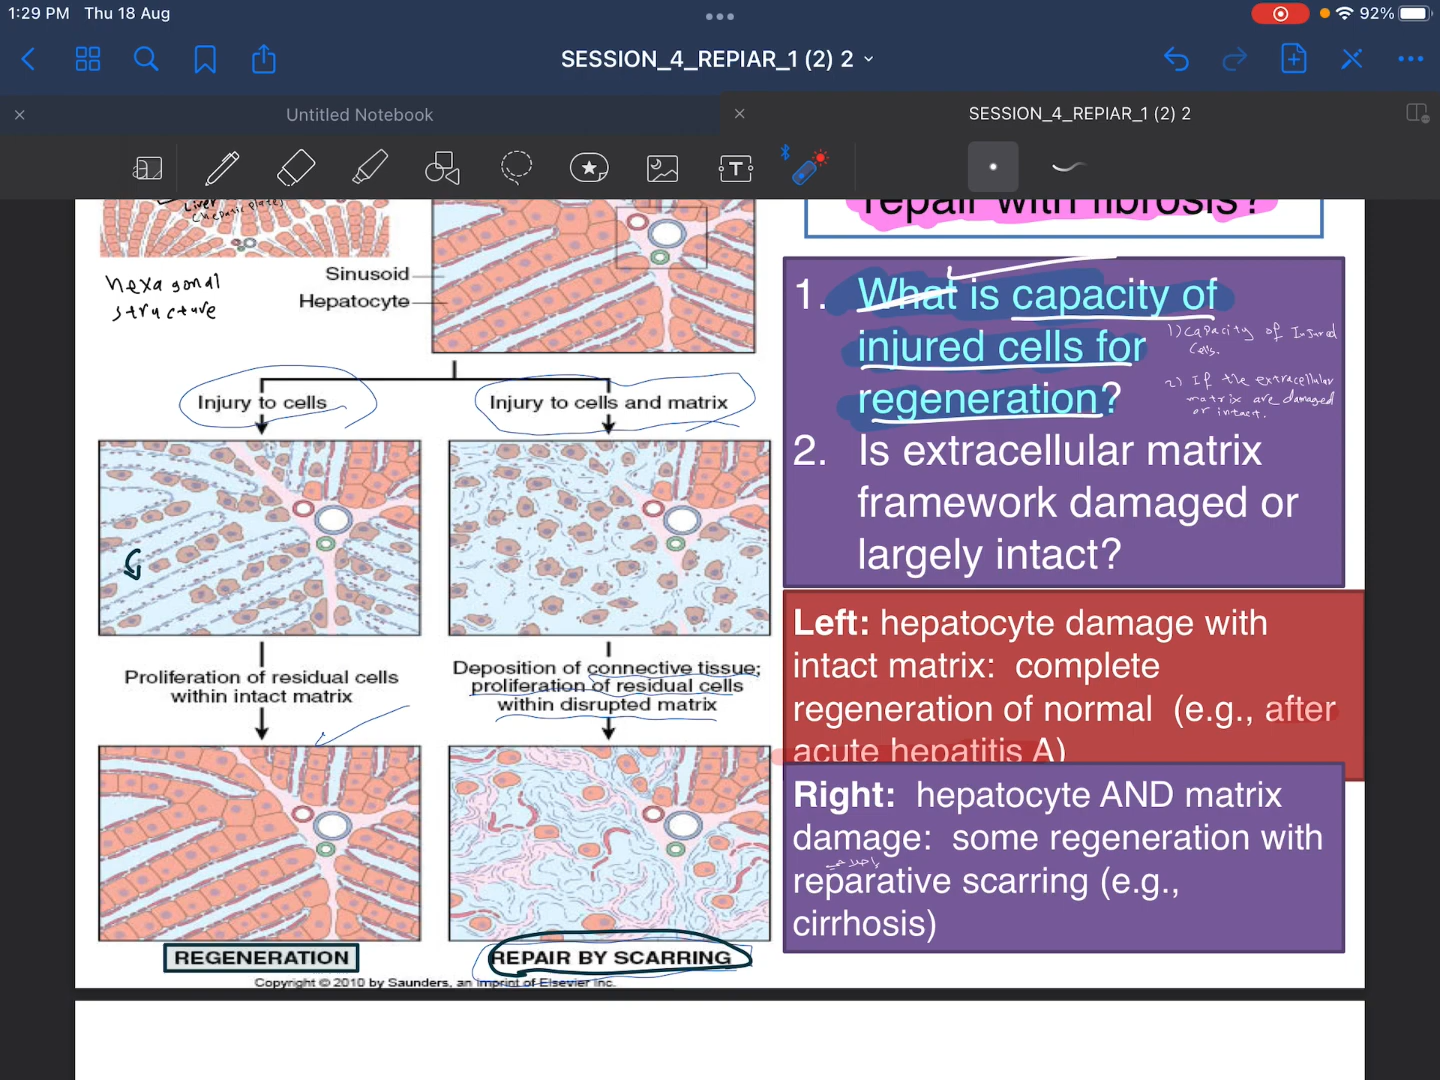 1:29 PM Thu 18 Aug
92%
SESSION_4_REPIAR_1 (2) 2
Untitled Notebook
SESSION_4_REPIAR_1 (2) 2
Liver
(hepatic plates)
hexagonal
structure
Sinusoid
Hepatocyte
Injury to cells
Injury to cells and matrix
Proliferation of residual cells
within intact matrix
Deposition of connective tissue;
proliferation of residual cells
within disrupted matrix
REGENERATION
REPAIR BY SCARRING
Copyright © 2010 by Saunders, an imprint of Elsevier Inc.
repair with fibrosis?
1. What is capacity of
injured cells for
regeneration?
1) capacity of Injured
cells.
2) If the extracellular
matrix are damaged
or intact.
2. Is extracellular matrix
framework damaged or
largely intact?
Left: hepatocyte damage with
intact matrix: complete
regeneration of normal (e.g., after
acute hepatitis A)
Right: hepatocyte AND matrix
damage: some regeneration with
reparative scarring (e.g.,
cirrhosis)